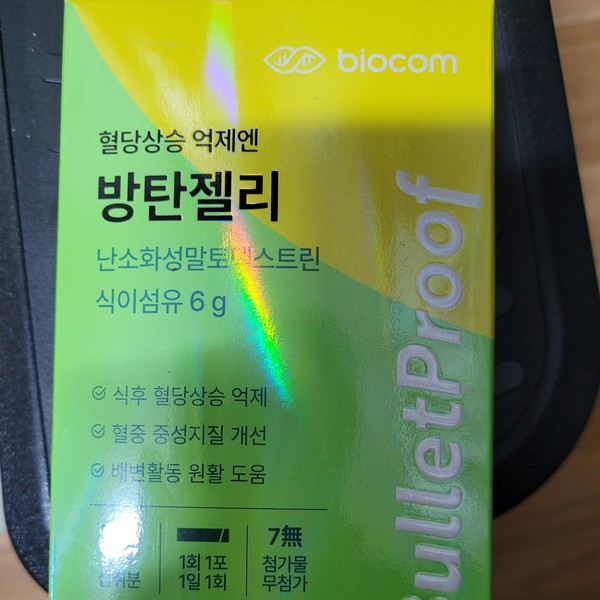 biocom
혈당상승 억제엔
방탄젤리
난소화성말토덱스트린
식이섬유 6 g
식후 혈당상승 억제
혈중 중성지질 개선
배변활동 원활 도움
1회 1포
1일 1회
7無
첨가물
무첨가
BulletProof